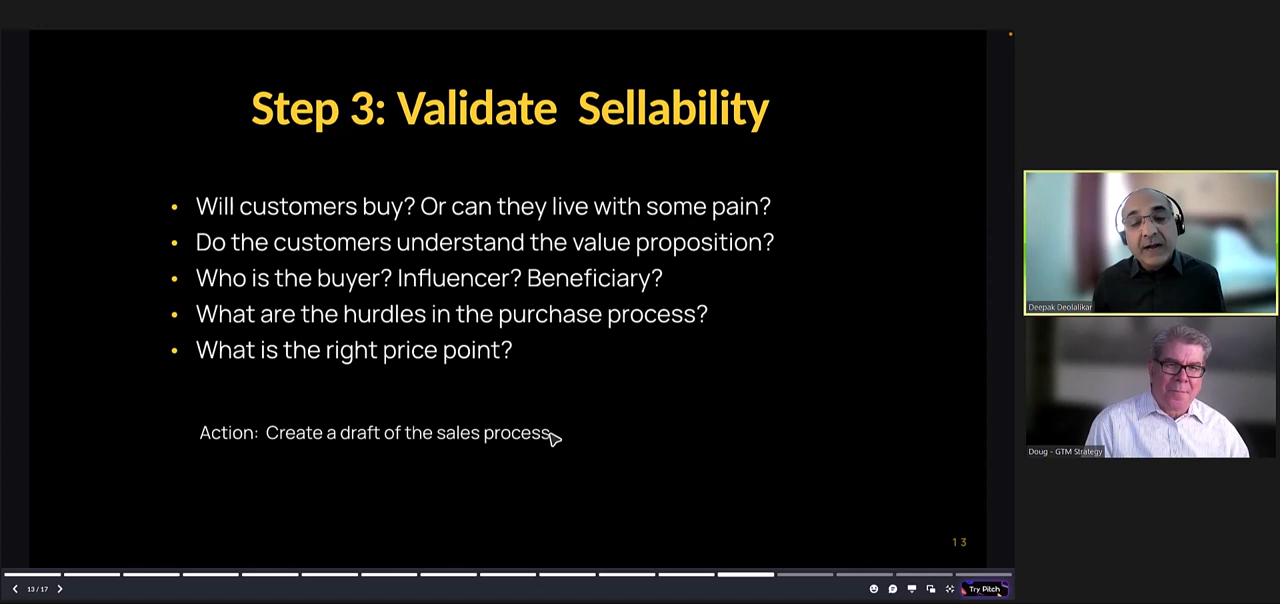 Step 3: Validate Sellability
• Will customers buy? Or can they live with some pain?
• Do the customers understand the value proposition?
• Who is the buyer? Influencer? Beneficiary?
• What are the hurdles in the purchase process?
• What is the right price point?
Action: Create a draft of the sales process
13
13 / 17
Try Pitch
Deepak Deolalikar
Doug - GTM Strategy